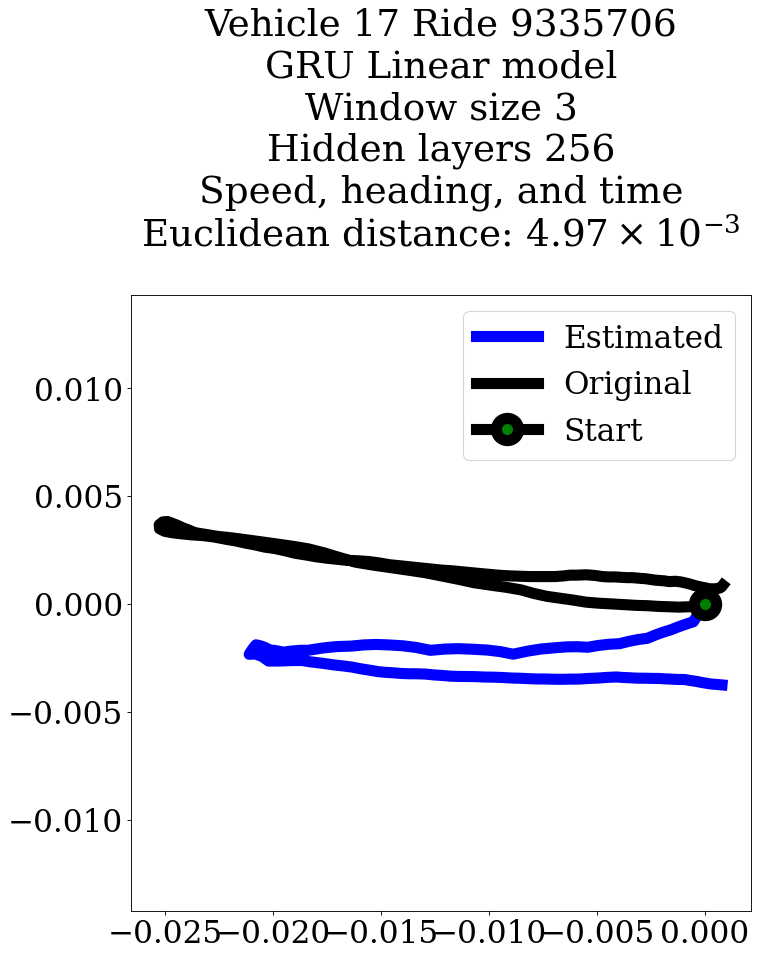 Vehicle 17 Ride 9335706
GRU Linear model
Window size 3
Hidden layers 256
Speed, heading, and time
Euclidean distance: 4.97 × 10⁻³
Estimated
Original
Start
0.010
0.005
0.000
−0.005
−0.010
−0.025 −0.020 −0.015 −0.010 −0.005 0.000